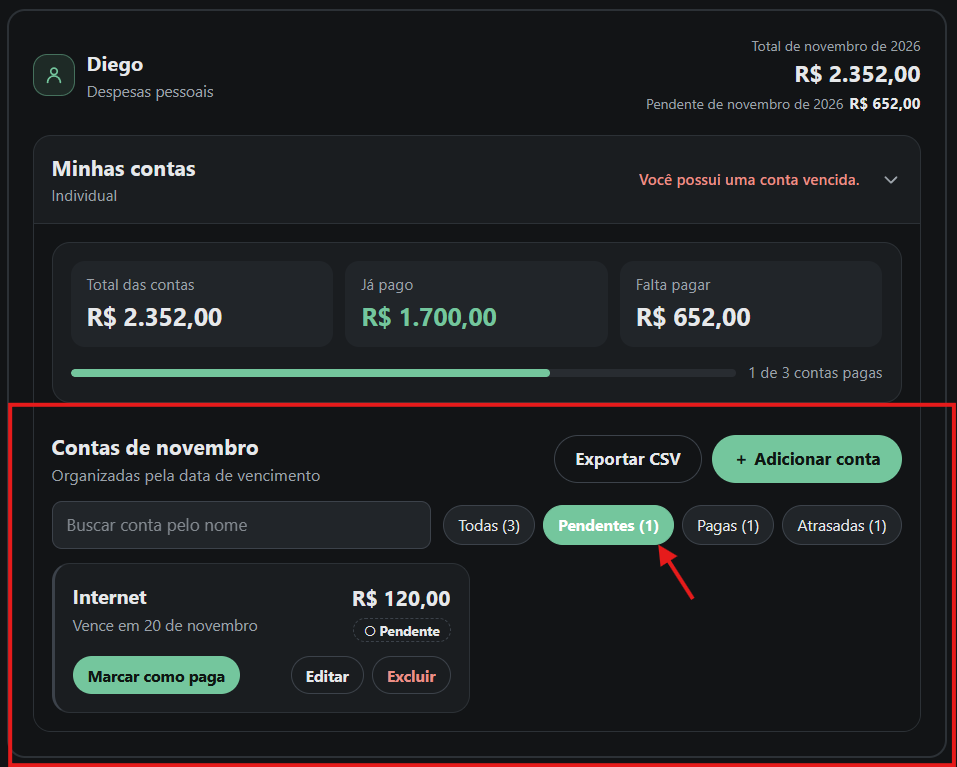 Diego
Despesas pessoais
Total de novembro de 2026
R$ 2.352,00
Pendente de novembro de 2026 R$ 652,00
Minhas contas
Individual
Você possui uma conta vencida.
Total das contas
R$ 2.352,00
Já pago
R$ 1.700,00
Falta pagar
R$ 652,00
1 de 3 contas pagas
Contas de novembro
Organizadas pela data de vencimento
Exportar CSV
+ Adicionar conta
Buscar conta pelo nome
Todas (3)
Pendentes (1)
Pagas (1)
Atrasadas (1)
Internet
R$ 120,00
Vence em 20 de novembro
Pendente
Marcar como paga
Editar
Excluir